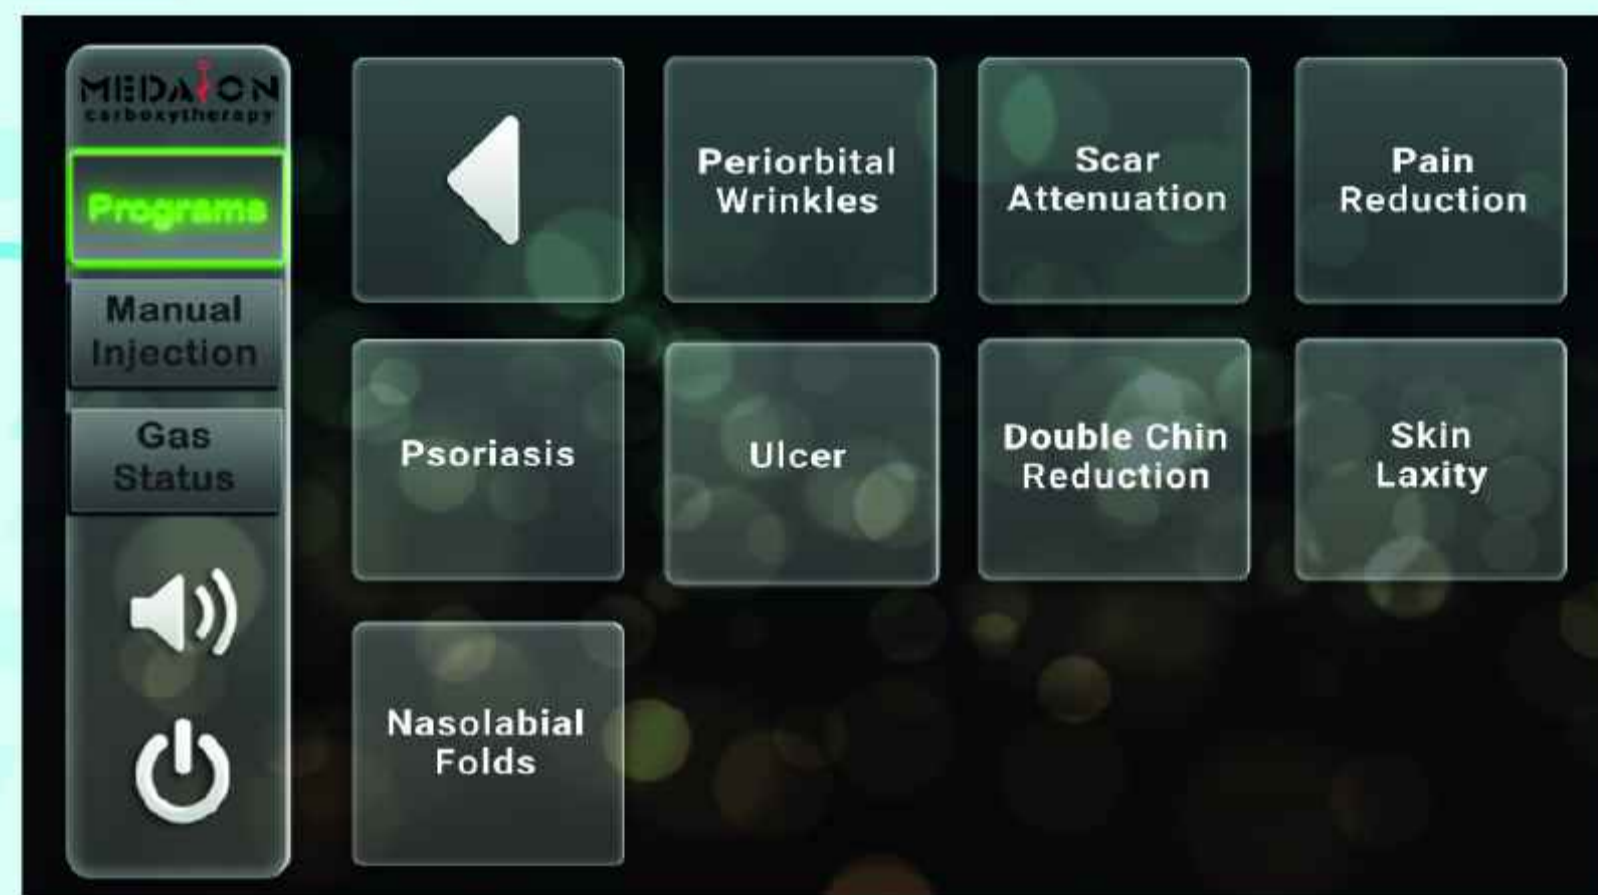 MEDAION
carboxytherapy
Programs
Manual
Injection
Gas
Status
Periorbital
Wrinkles
Scar
Attenuation
Pain
Reduction
Psoriasis
Ulcer
Double Chin
Reduction
Skin
Laxity
Nasolabial
Folds